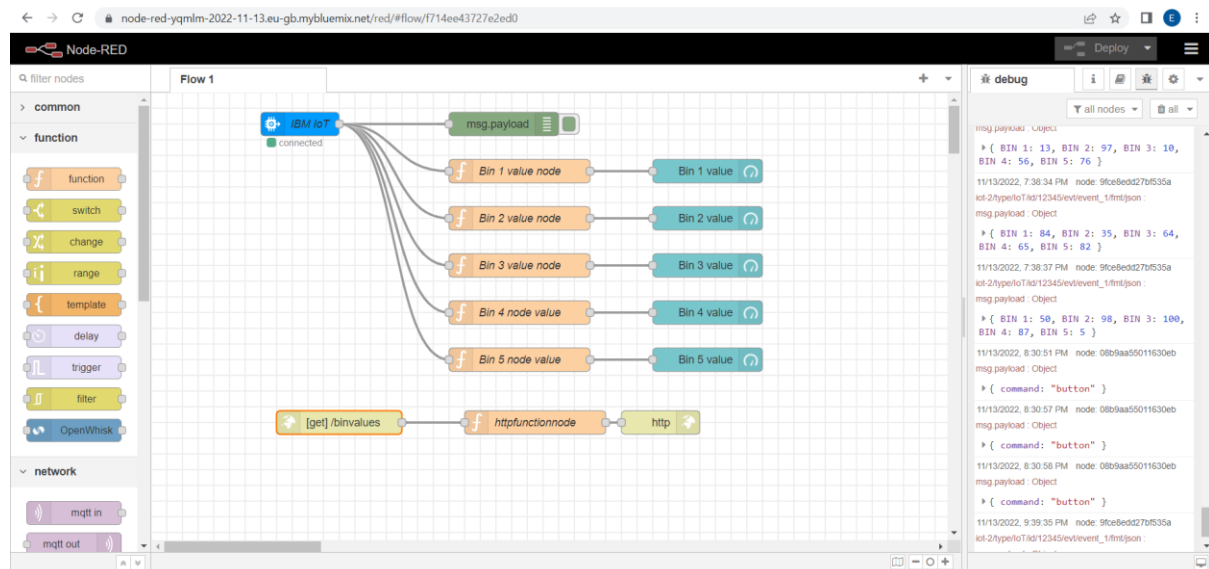 node-red-yqmlm-2022-11-13.eu-gb.mybluemix.net/red/#flow/f714ee43727e2ed0
E
Node-RED
Deploy
filter nodes
common
function
function
switch
change
range
template
delay
trigger
filter
OpenWhisk
network
mqtt in
mqtt out
Flow 1
IBM IoT
connected
msg.payload
Bin 1 value node
Bin 1 value
Bin 2 value node
Bin 2 value
Bin 3 value node
Bin 3 value
Bin 4 node value
Bin 4 value
Bin 5 node value
Bin 5 value
[get] /binvalues
httpfunctionnode
http
debug
i
all nodes
all
msg.payload : Object
{ BIN 1: 13, BIN 2: 97, BIN 3: 10,
BIN 4: 56, BIN 5: 76 }
11/13/2022, 7:38:34 PM node: 9fce8edd27bf535a
iot-2/type/IoT/id/12345/evt/event_1/fmt/json :
msg.payload : Object
{ BIN 1: 84, BIN 2: 35, BIN 3: 64,
BIN 4: 65, BIN 5: 82 }
11/13/2022, 7:38:37 PM node: 9fce8edd27bf535a
iot-2/type/IoT/id/12345/evt/event_1/fmt/json :
msg.payload : Object
{ BIN 1: 50, BIN 2: 98, BIN 3: 100,
BIN 4: 87, BIN 5: 5 }
11/13/2022, 8:30:51 PM node: 08b9aa55011630eb
msg.payload : Object
{ command: "button" }
11/13/2022, 8:30:57 PM node: 08b9aa55011630eb
msg.payload : Object
{ command: "button" }
11/13/2022, 8:30:58 PM node: 08b9aa55011630eb
msg.payload : Object
{ command: "button" }
11/13/2022, 9:39:35 PM node: 9fce8edd27bf535a
iot-2/type/IoT/id/12345/evt/event_1/fmt/json :